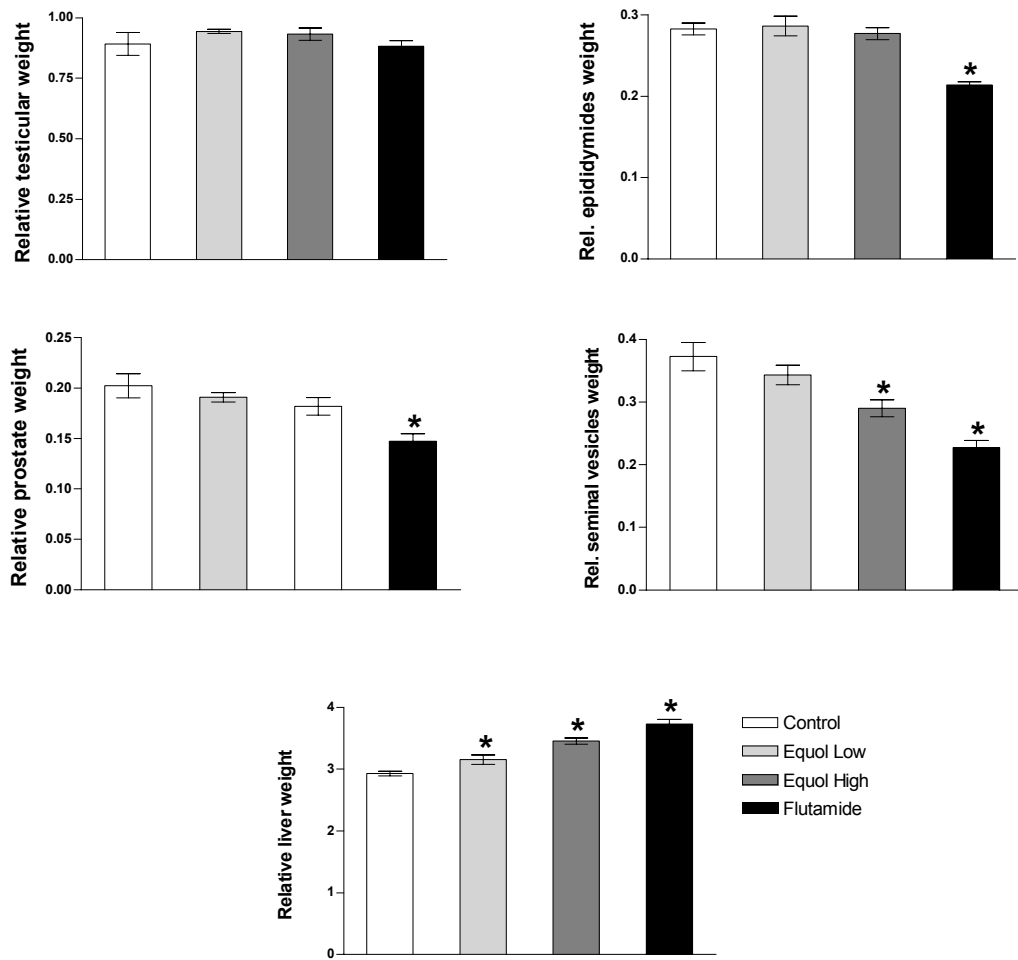 Relative testicular weight
1.00
0.75
0.50
0.25
0.00
Rel. epididymides weight
0.3
*
0.2
0.1
0.0
Relative prostate weight
0.25
0.20
*
0.15
0.10
0.05
0.00
Rel. seminal vesicles weight
0.4
*
0.3
*
0.2
0.1
0.0
Relative liver weight
4
* * *
3
2
1
0
Control
Equol Low
Equol High
Flutamide